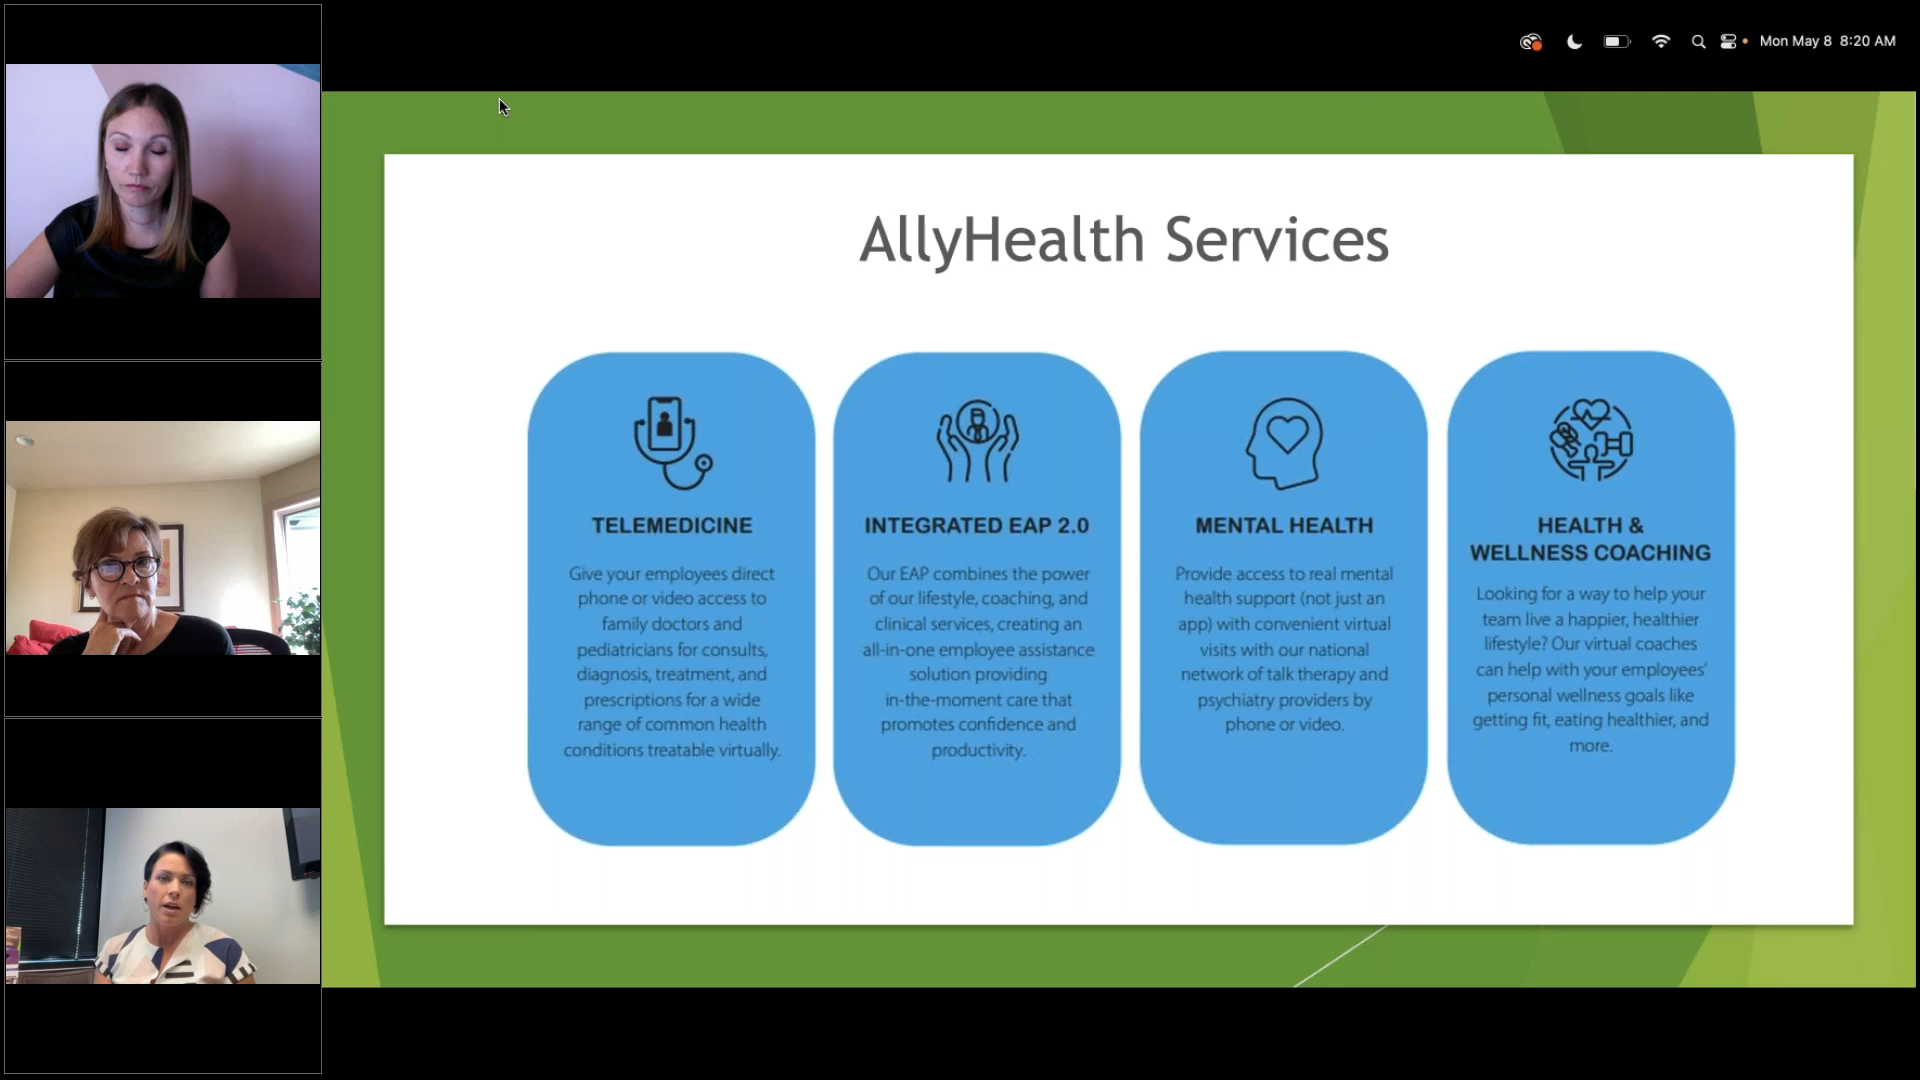 Mon May 8 8:20 AM
AllyHealth Services
TELEMEDICINE
Give your employees direct
phone or video access to
family doctors and
pediatricians for consults,
diagnosis, treatment, and
prescriptions for a wide
range of common health
conditions treatable virtually.
INTEGRATED EAP 2.0
Our EAP combines the power
of our lifestyle, coaching, and
clinical services, creating an
all-in-one employee assistance
solution providing
in-the-moment care that
promotes confidence and
productivity.
MENTAL HEALTH
Provide access to real mental
health support (not just an
app) with convenient virtual
visits with our national
network of talk therapy and
psychiatry providers by
phone or video.
HEALTH &
WELLNESS COACHING
Looking for a way to help your
team live a happier, healthier
lifestyle? Our virtual coaches
can help with your employees'
personal wellness goals like
getting fit, eating healthier, and
more.